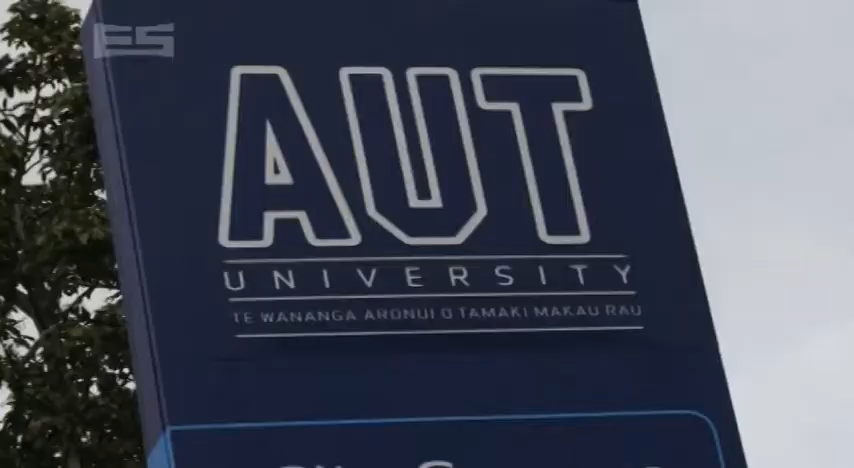 ES
AUT
UNIVERSITY
TE WANANGA ARONUI O TAMAKI MAKAU RAU